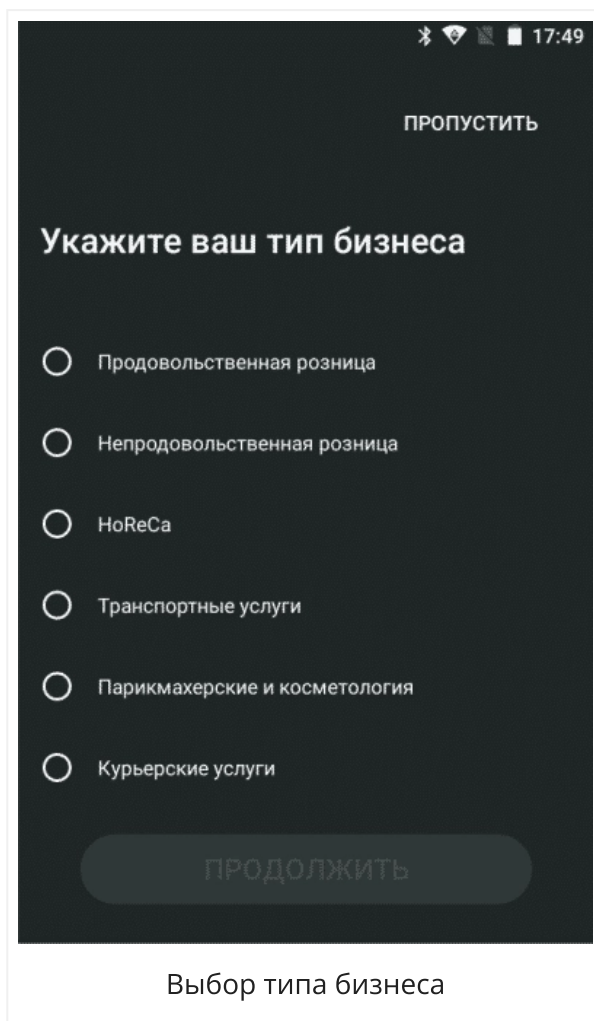 17:49
ПРОПУСТИТЬ
Укажите ваш тип бизнеса
Продовольственная розница
Непродовольственная розница
HoReCa
Транспортные услуги
Парикмахерские и косметология
Курьерские услуги
ПРОДОЛЖИТЬ
Выбор типа бизнеса